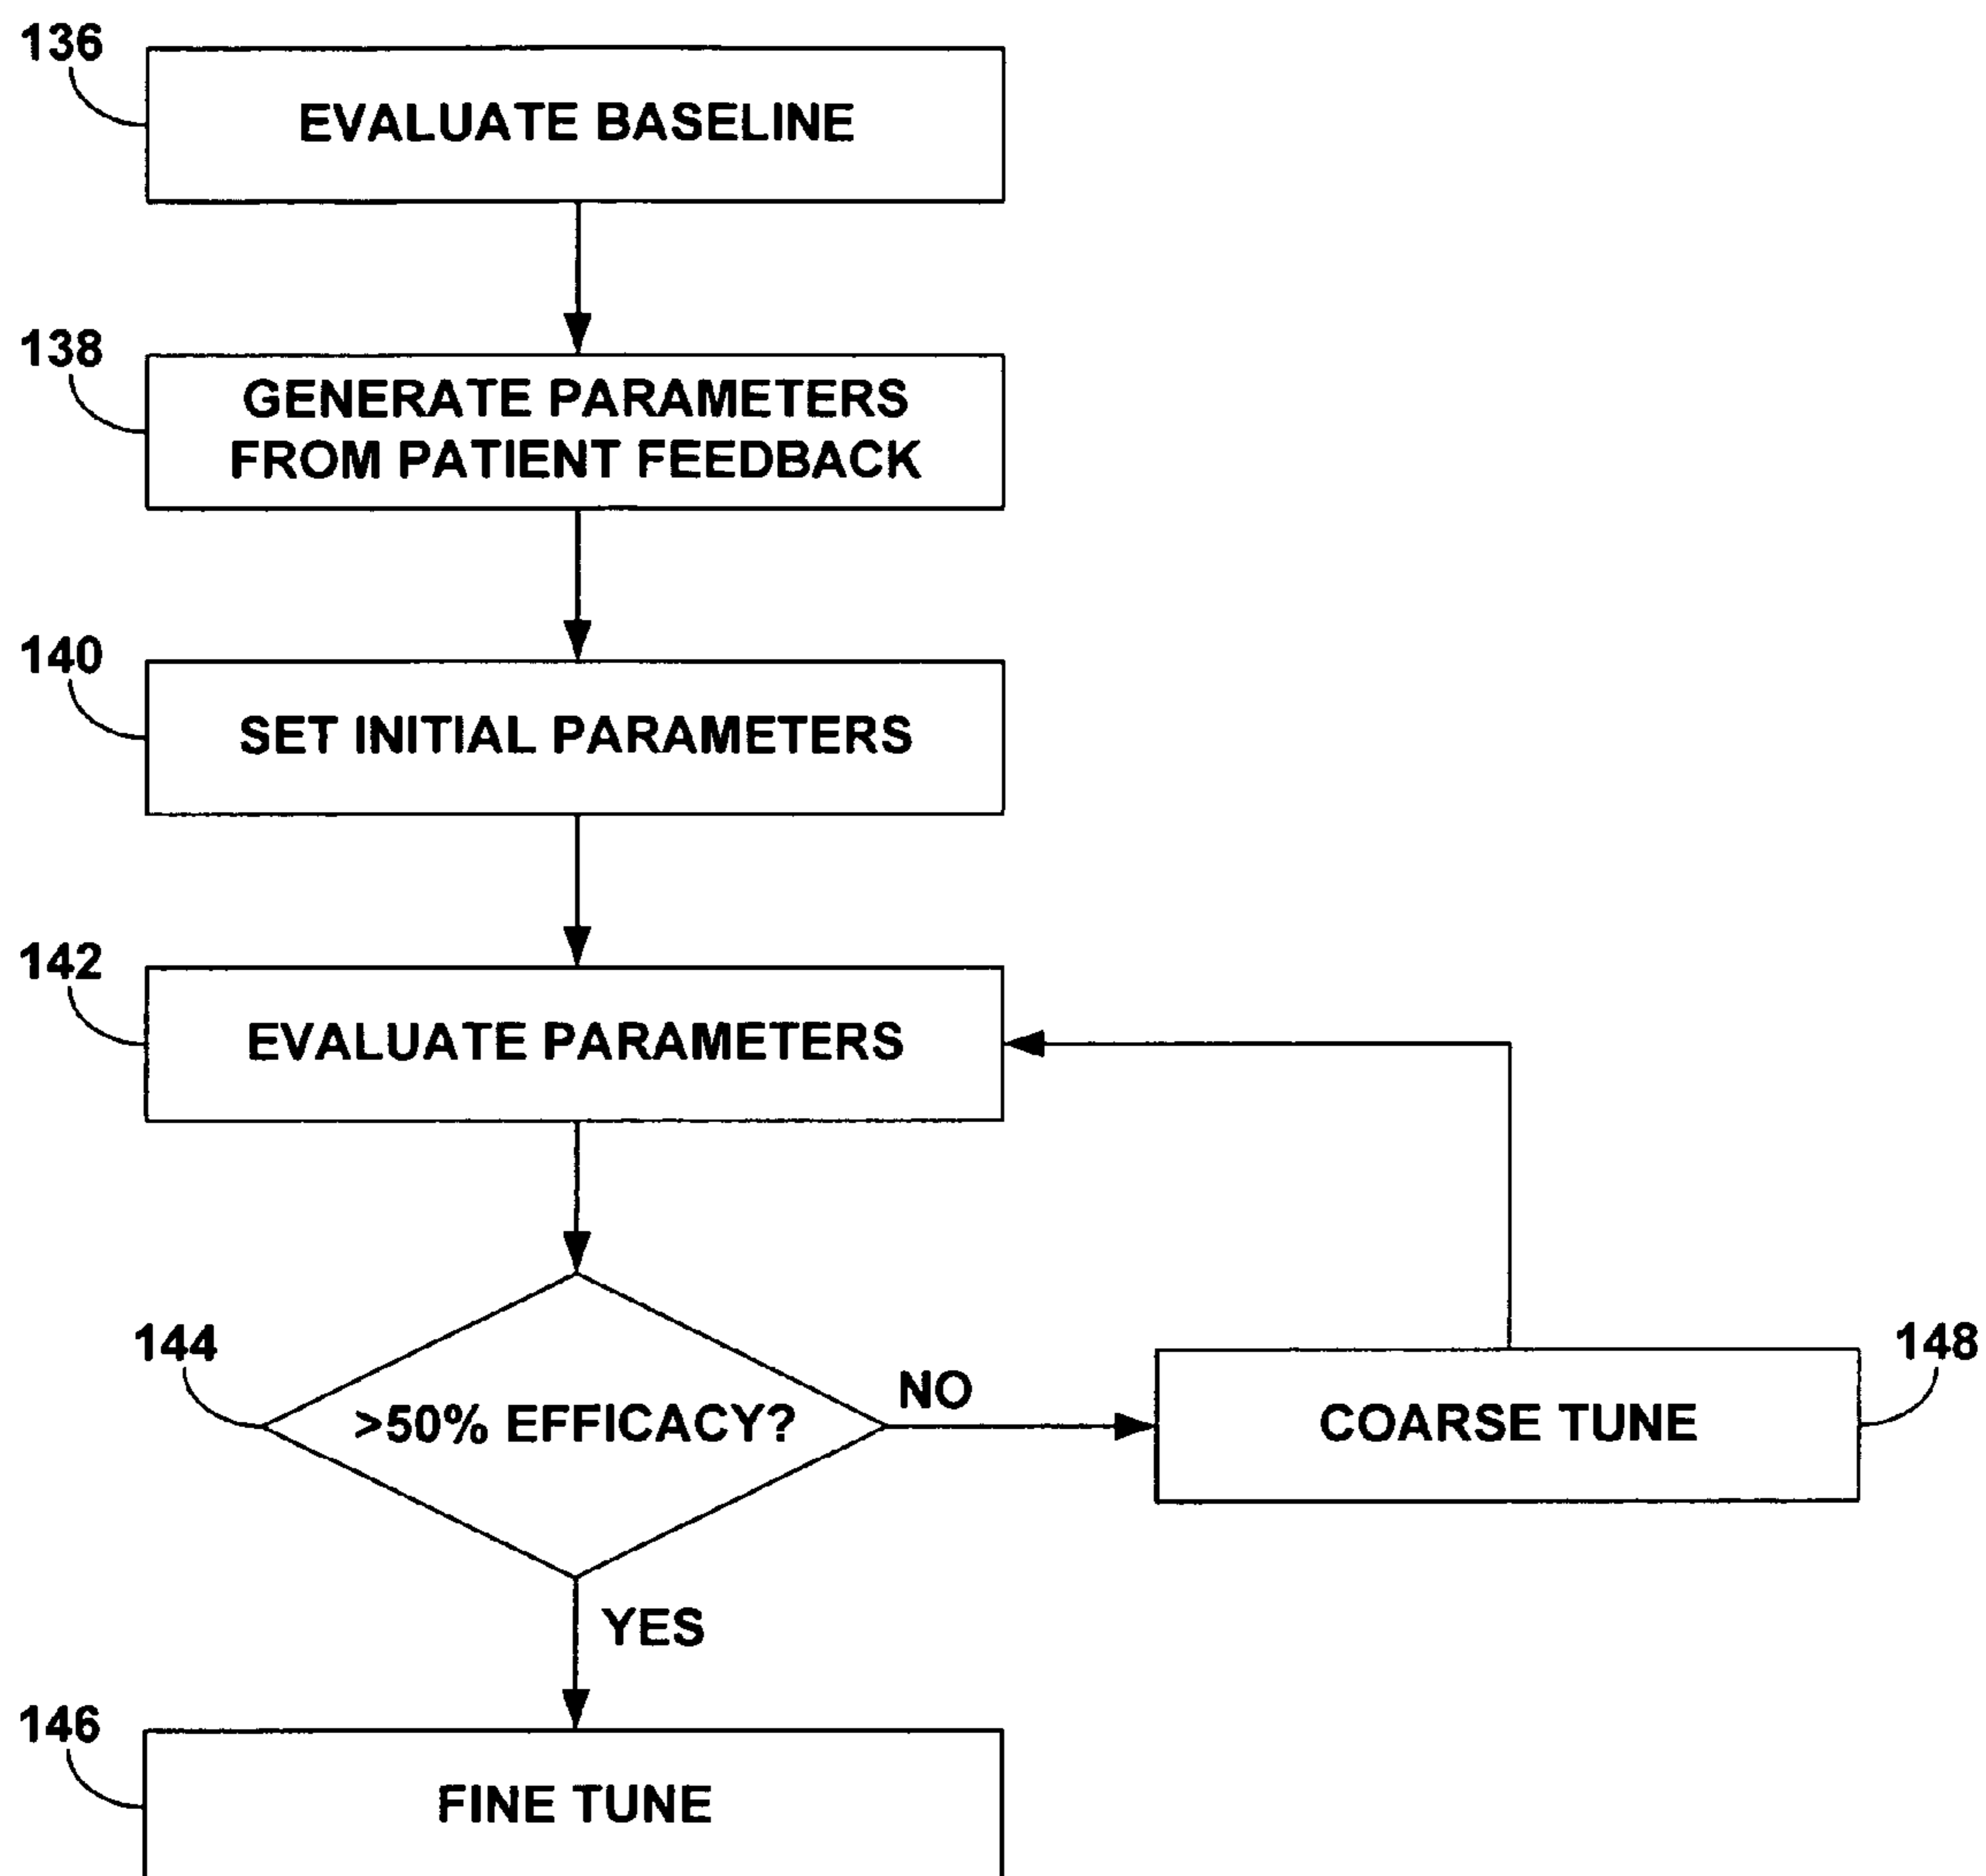 136
EVALUATE BASELINE
138
GENERATE PARAMETERS
FROM PATIENT FEEDBACK
140
SET INITIAL PARAMETERS
142
EVALUATE PARAMETERS
144
>50% EFFICACY?
NO
148
COARSE TUNE
YES
146
FINE TUNE